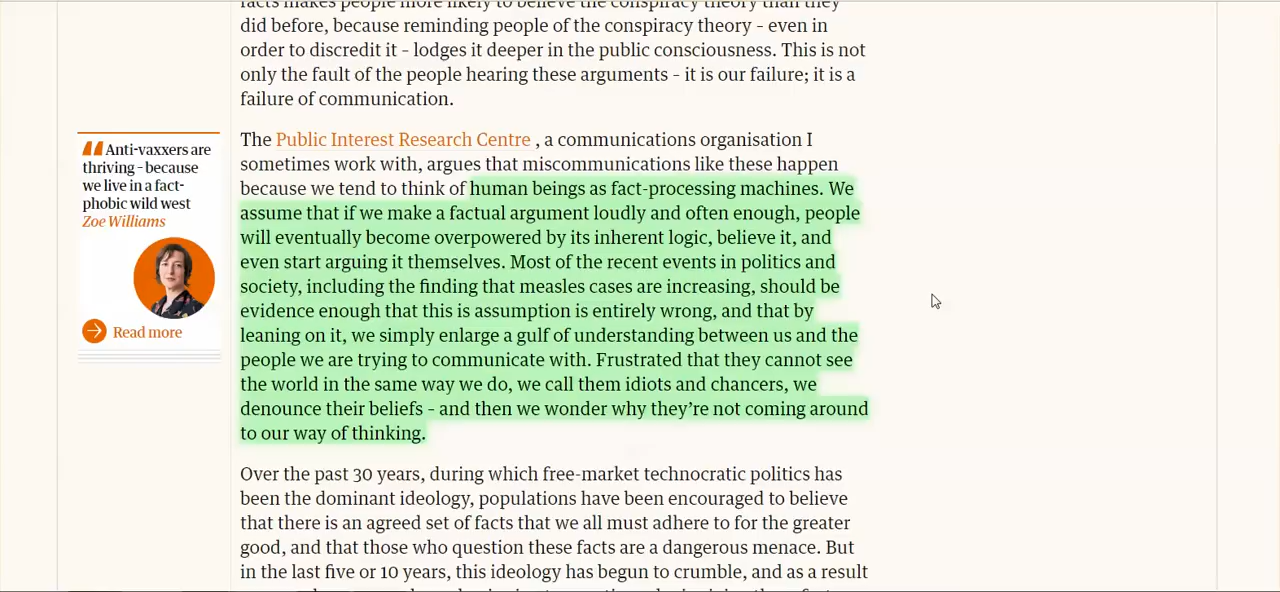 facts makes people more likely to believe the conspiracy theory than they
did before, because reminding people of the conspiracy theory – even in
order to discredit it – lodges it deeper in the public consciousness. This is not
only the fault of the people hearing these arguments – it is our failure; it is a
failure of communication.
Anti-vaxxers are
thriving – because
we live in a fact-
phobic wild west
Zoe Williams
Read more
The Public Interest Research Centre , a communications organisation I
sometimes work with, argues that miscommunications like these happen
because we tend to think of human beings as fact-processing machines. We
assume that if we make a factual argument loudly and often enough, people
will eventually become overpowered by its inherent logic, believe it, and
even start arguing it themselves. Most of the recent events in politics and
society, including the finding that measles cases are increasing, should be
evidence enough that this is assumption is entirely wrong, and that by
leaning on it, we simply enlarge a gulf of understanding between us and the
people we are trying to communicate with. Frustrated that they cannot see
the world in the same way we do, we call them idiots and chancers, we
denounce their beliefs – and then we wonder why they’re not coming around
to our way of thinking.
Over the past 30 years, during which free-market technocratic politics has
been the dominant ideology, populations have been encouraged to believe
that there is an agreed set of facts that we all must adhere to for the greater
good, and that those who question these facts are a dangerous menace. But
in the last five or 10 years, this ideology has begun to crumble, and as a result